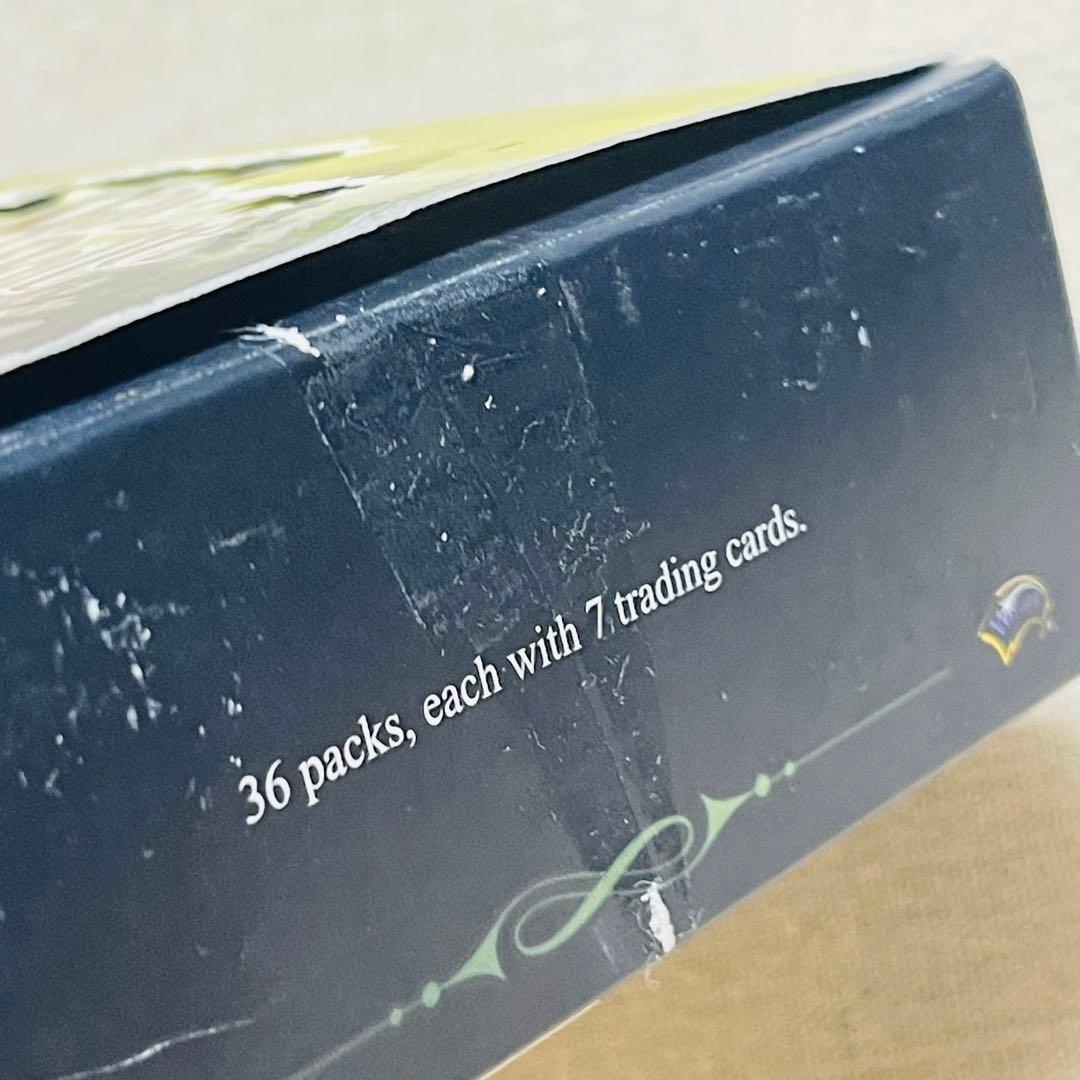 36 packs, each with 7 trading cards.